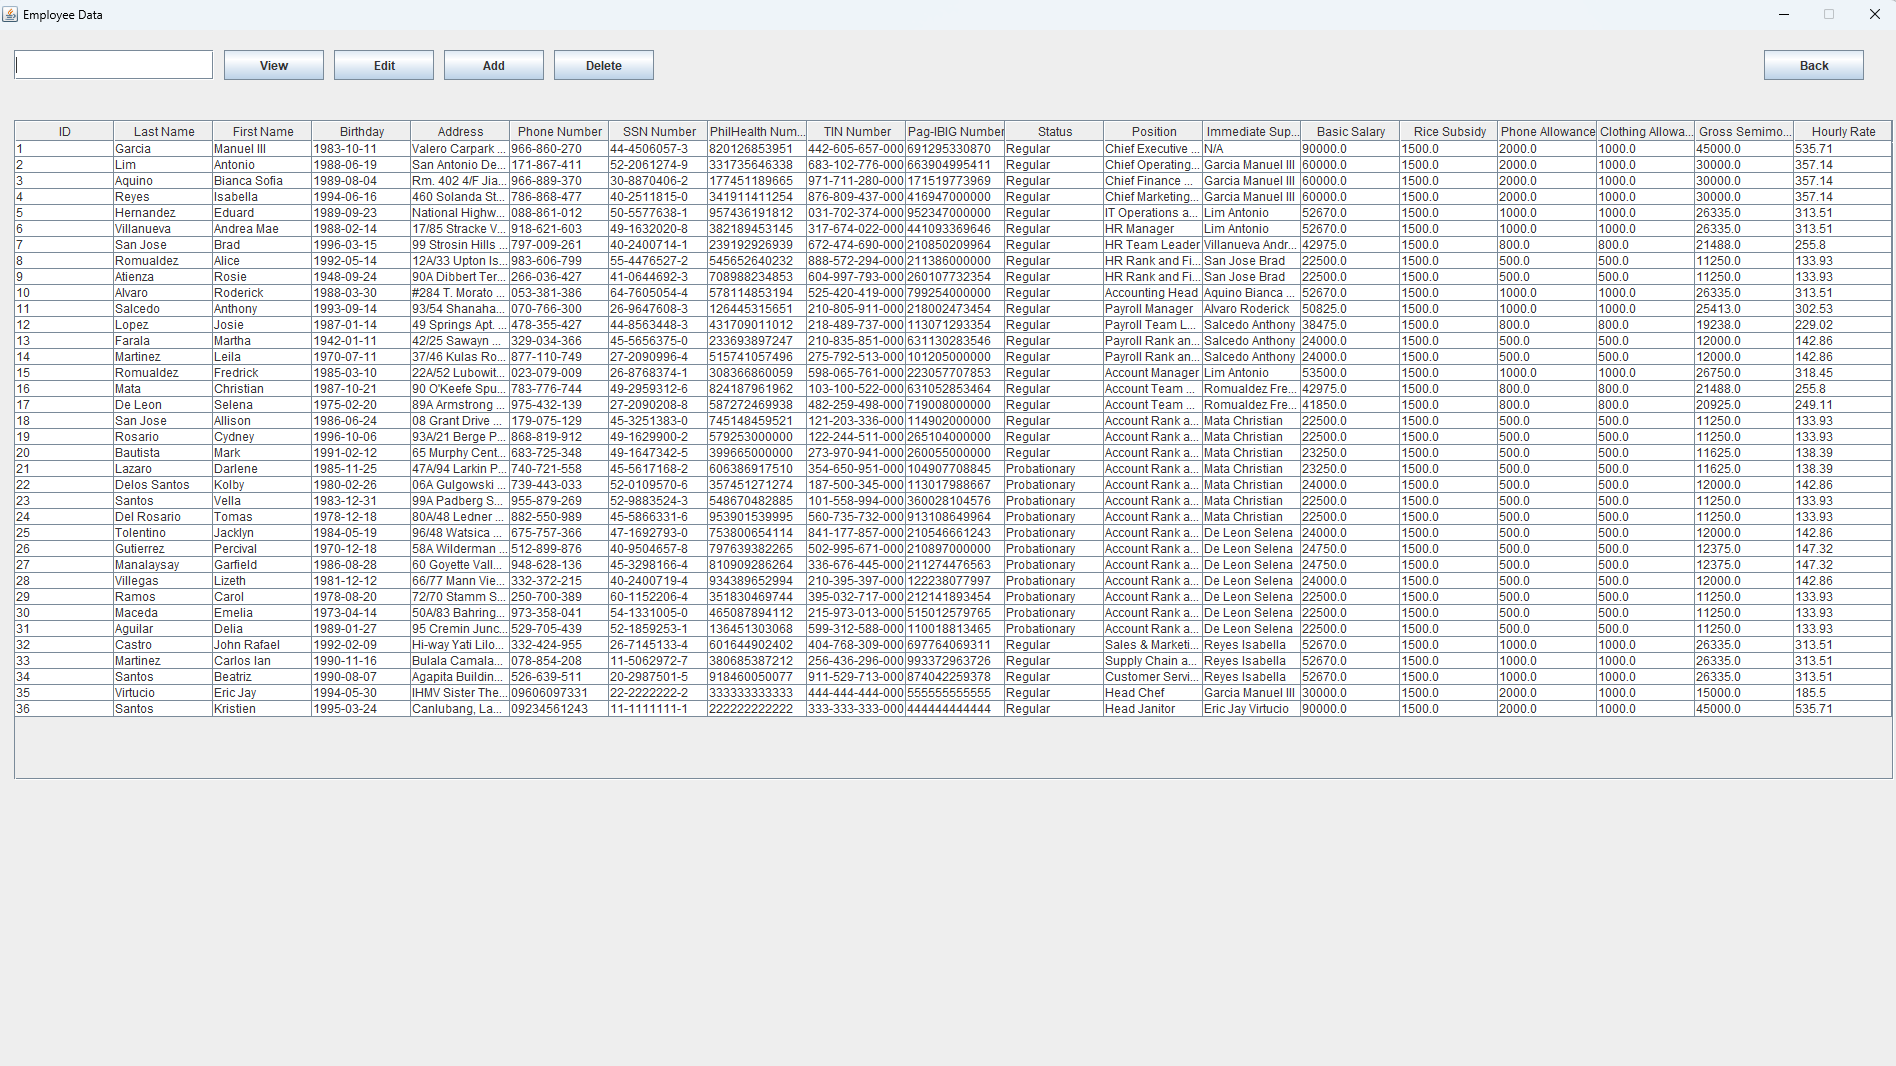 Employee Data
View Edit Add Delete Back
ID Last Name First Name Birthday Address Phone Number SSN Number PhilHealth Num... TIN Number Pag-IBIG Number Status Position Immediate Sup... Basic Salary Rice Subsidy Phone Allowance Clothing Allowa... Gross Semimo... Hourly Rate
1 Garcia Manuel III 1983-10-11 Valero Carpark ... 966-860-270 44-4506057-3 820126853951 442-605-657-000 691295330870 Regular Chief Executive ... N/A 90000.0 1500.0 2000.0 1000.0 45000.0 535.71
2 Lim Antonio 1988-06-19 San Antonio De... 171-867-411 52-2061274-9 331735646338 683-102-776-000 663904995411 Regular Chief Operating... Garcia Manuel III 60000.0 1500.0 2000.0 1000.0 30000.0 357.14
3 Aquino Bianca Sofia 1989-08-04 Rm. 402 4/F Jia... 966-889-370 30-8870406-2 177451189665 971-711-280-000 171519773969 Regular Chief Finance ... Garcia Manuel III 60000.0 1500.0 2000.0 1000.0 30000.0 357.14
4 Reyes Isabella 1994-06-16 460 Solanda St... 786-868-477 40-2511815-0 341911411254 876-809-437-000 416947000000 Regular Chief Marketing... Garcia Manuel III 60000.0 1500.0 2000.0 1000.0 30000.0 357.14
5 Hernandez Eduard 1989-09-23 National Highw... 088-861-012 50-5577638-1 957436191812 031-702-374-000 952347000000 Regular IT Operations a... Lim Antonio 52670.0 1500.0 1000.0 1000.0 26335.0 313.51
6 Villanueva Andrea Mae 1988-02-14 17/85 Stracke V... 918-621-603 49-1632020-8 382189453145 317-674-022-000 441093369646 Regular HR Manager Lim Antonio 52670.0 1500.0 1000.0 1000.0 26335.0 313.51
7 San Jose Brad 1996-03-15 99 Strosin Hills ... 797-009-261 40-2400714-1 239192926939 672-474-690-000 210850209964 Regular HR Team Leader Villanueva Andr... 42975.0 1500.0 800.0 800.0 21488.0 255.8
8 Romualdez Alice 1992-05-14 12A/33 Upton Is... 983-606-799 55-4476527-2 545652640232 888-572-294-000 211386000000 Regular HR Rank and Fi... San Jose Brad 22500.0 1500.0 500.0 500.0 11250.0 133.93
9 Atienza Rosie 1948-09-24 90A Dibbert Ter... 266-036-427 41-0644692-3 708988234853 604-997-793-000 260107732354 Regular HR Rank and Fi... San Jose Brad 22500.0 1500.0 500.0 500.0 11250.0 133.93
10 Alvaro Roderick 1988-03-30 #284 T. Morato ... 053-381-386 64-7605054-4 578114853194 525-420-419-000 799254000000 Regular Accounting Head Aquino Bianca ... 52670.0 1500.0 1000.0 1000.0 26335.0 313.51
11 Salcedo Anthony 1993-09-14 93/54 Shanaha... 070-766-300 26-9647608-3 126445315651 210-805-911-000 218002473454 Regular Payroll Manager Alvaro Roderick 50825.0 1500.0 1000.0 1000.0 25413.0 302.53
12 Lopez Josie 1987-01-14 49 Springs Apt. ... 478-355-427 44-8563448-3 431709011012 218-489-737-000 113071293354 Regular Payroll Team L... Salcedo Anthony 38475.0 1500.0 800.0 800.0 19238.0 229.02
13 Farala Martha 1942-01-11 42/25 Sawayn ... 329-034-366 45-5656375-0 233693897247 210-835-851-000 631130283546 Regular Payroll Rank an... Salcedo Anthony 24000.0 1500.0 500.0 500.0 12000.0 142.86
14 Martinez Leila 1970-07-11 37/46 Kulas Ro... 877-110-749 27-2090996-4 515741057496 275-792-513-000 101205000000 Regular Payroll Rank an... Salcedo Anthony 24000.0 1500.0 500.0 500.0 12000.0 142.86
15 Romualdez Fredrick 1985-03-10 22A/52 Lubowit... 023-079-009 26-8768374-1 308366860059 598-065-761-000 223057707853 Regular Account Manager Lim Antonio 53500.0 1500.0 1000.0 1000.0 26750.0 318.45
16 Mata Christian 1987-10-21 90 O'Keefe Spu... 783-776-744 49-2959312-6 824187961962 103-100-522-000 631052853464 Regular Account Team ... Romualdez Fre... 42975.0 1500.0 800.0 800.0 21488.0 255.8
17 De Leon Selena 1975-02-20 89A Armstrong ... 975-432-139 27-2090208-8 587272469938 482-259-498-000 719008000000 Regular Account Team ... Romualdez Fre... 41850.0 1500.0 800.0 800.0 20925.0 249.11
18 San Jose Allison 1986-06-24 08 Grant Drive ... 179-075-129 45-3251383-0 745148459521 121-203-336-000 114902000000 Regular Account Rank a... Mata Christian 22500.0 1500.0 500.0 500.0 11250.0 133.93
19 Rosario Cydney 1996-10-06 93A/21 Berge P... 868-819-912 49-1629900-2 579253000000 122-244-511-000 265104000000 Regular Account Rank a... Mata Christian 22500.0 1500.0 500.0 500.0 11250.0 133.93
20 Bautista Mark 1991-02-12 65 Murphy Cent... 683-725-348 49-1647342-5 399665000000 273-970-941-000 260055000000 Regular Account Rank a... Mata Christian 23250.0 1500.0 500.0 500.0 11625.0 138.39
21 Lazaro Darlene 1985-11-25 47A/94 Larkin P... 740-721-558 45-5617168-2 606386917510 354-650-951-000 104907708845 Probationary Account Rank a... Mata Christian 23250.0 1500.0 500.0 500.0 11625.0 138.39
22 Delos Santos Kolby 1980-02-26 06A Gulgowski ... 739-443-033 52-0109570-6 357451271274 187-500-345-000 113017988667 Probationary Account Rank a... Mata Christian 24000.0 1500.0 500.0 500.0 12000.0 142.86
23 Santos Vella 1983-12-31 99A Padberg S... 955-879-269 52-9883524-3 548670482885 101-558-994-000 360028104576 Probationary Account Rank a... Mata Christian 22500.0 1500.0 500.0 500.0 11250.0 133.93
24 Del Rosario Tomas 1978-12-18 80A/48 Ledner ... 882-550-989 45-5866331-6 953901539995 560-735-732-000 913108649964 Probationary Account Rank a... Mata Christian 22500.0 1500.0 500.0 500.0 11250.0 133.93
25 Tolentino Jacklyn 1984-05-19 96/48 Watsica ... 675-757-366 47-1692793-0 753800654114 841-177-857-000 210546661243 Probationary Account Rank a... De Leon Selena 24000.0 1500.0 500.0 500.0 12000.0 142.86
26 Gutierrez Percival 1970-12-18 58A Wilderman ... 512-899-876 40-9504657-8 797639382265 502-995-671-000 210897000000 Probationary Account Rank a... De Leon Selena 24750.0 1500.0 500.0 500.0 12375.0 147.32
27 Manalaysay Garfield 1986-08-28 60 Goyette Vall... 948-628-136 45-3298166-4 810909286264 336-676-445-000 211274476563 Probationary Account Rank a... De Leon Selena 24750.0 1500.0 500.0 500.0 12375.0 147.32
28 Villegas Lizeth 1981-12-12 66/77 Mann Vie... 332-372-215 40-2400719-4 934389652994 210-395-397-000 122238077997 Probationary Account Rank a... De Leon Selena 24000.0 1500.0 500.0 500.0 12000.0 142.86
29 Ramos Carol 1978-08-20 72/70 Stamm S... 250-700-389 60-1152206-4 351830469744 395-032-717-000 212141893454 Probationary Account Rank a... De Leon Selena 22500.0 1500.0 500.0 500.0 11250.0 133.93
30 Maceda Emelia 1973-04-14 50A/83 Bahring... 973-358-041 54-1331005-0 465087894112 215-973-013-000 515012579765 Probationary Account Rank a... De Leon Selena 22500.0 1500.0 500.0 500.0 11250.0 133.93
31 Aguilar Delia 1989-01-27 95 Cremin Junc... 529-705-439 52-1859253-1 136451303068 599-312-588-000 110018813465 Probationary Account Rank a... De Leon Selena 22500.0 1500.0 500.0 500.0 11250.0 133.93
32 Castro John Rafael 1992-02-09 Hi-way Yati Lilo... 332-424-955 26-7145133-4 601644902402 404-768-309-000 697764069311 Regular Sales & Marketi... Reyes Isabella 52670.0 1500.0 1000.0 1000.0 26335.0 313.51
33 Martinez Carlos Ian 1990-11-16 Bulala Camala... 078-854-208 11-5062972-7 380685387212 256-436-296-000 993372963726 Regular Supply Chain a... Reyes Isabella 52670.0 1500.0 1000.0 1000.0 26335.0 313.51
34 Santos Beatriz 1990-08-07 Agapita Buildin... 526-639-511 20-2987501-5 918460050077 911-529-713-000 874042259378 Regular Customer Servi... Reyes Isabella 52670.0 1500.0 1000.0 1000.0 26335.0 313.51
35 Virtucio Eric Jay 1994-05-30 IHMV Sister The... 09606097331 22-2222222-2 333333333333 444-444-444-000 555555555555 Regular Head Chef Garcia Manuel III 30000.0 1500.0 2000.0 1000.0 15000.0 185.5
36 Santos Kristien 1995-03-24 Canlubang, La... 09234561243 11-1111111-1 222222222222 333-333-333-000 444444444444 Regular Head Janitor Eric Jay Virtucio 90000.0 1500.0 2000.0 1000.0 45000.0 535.71